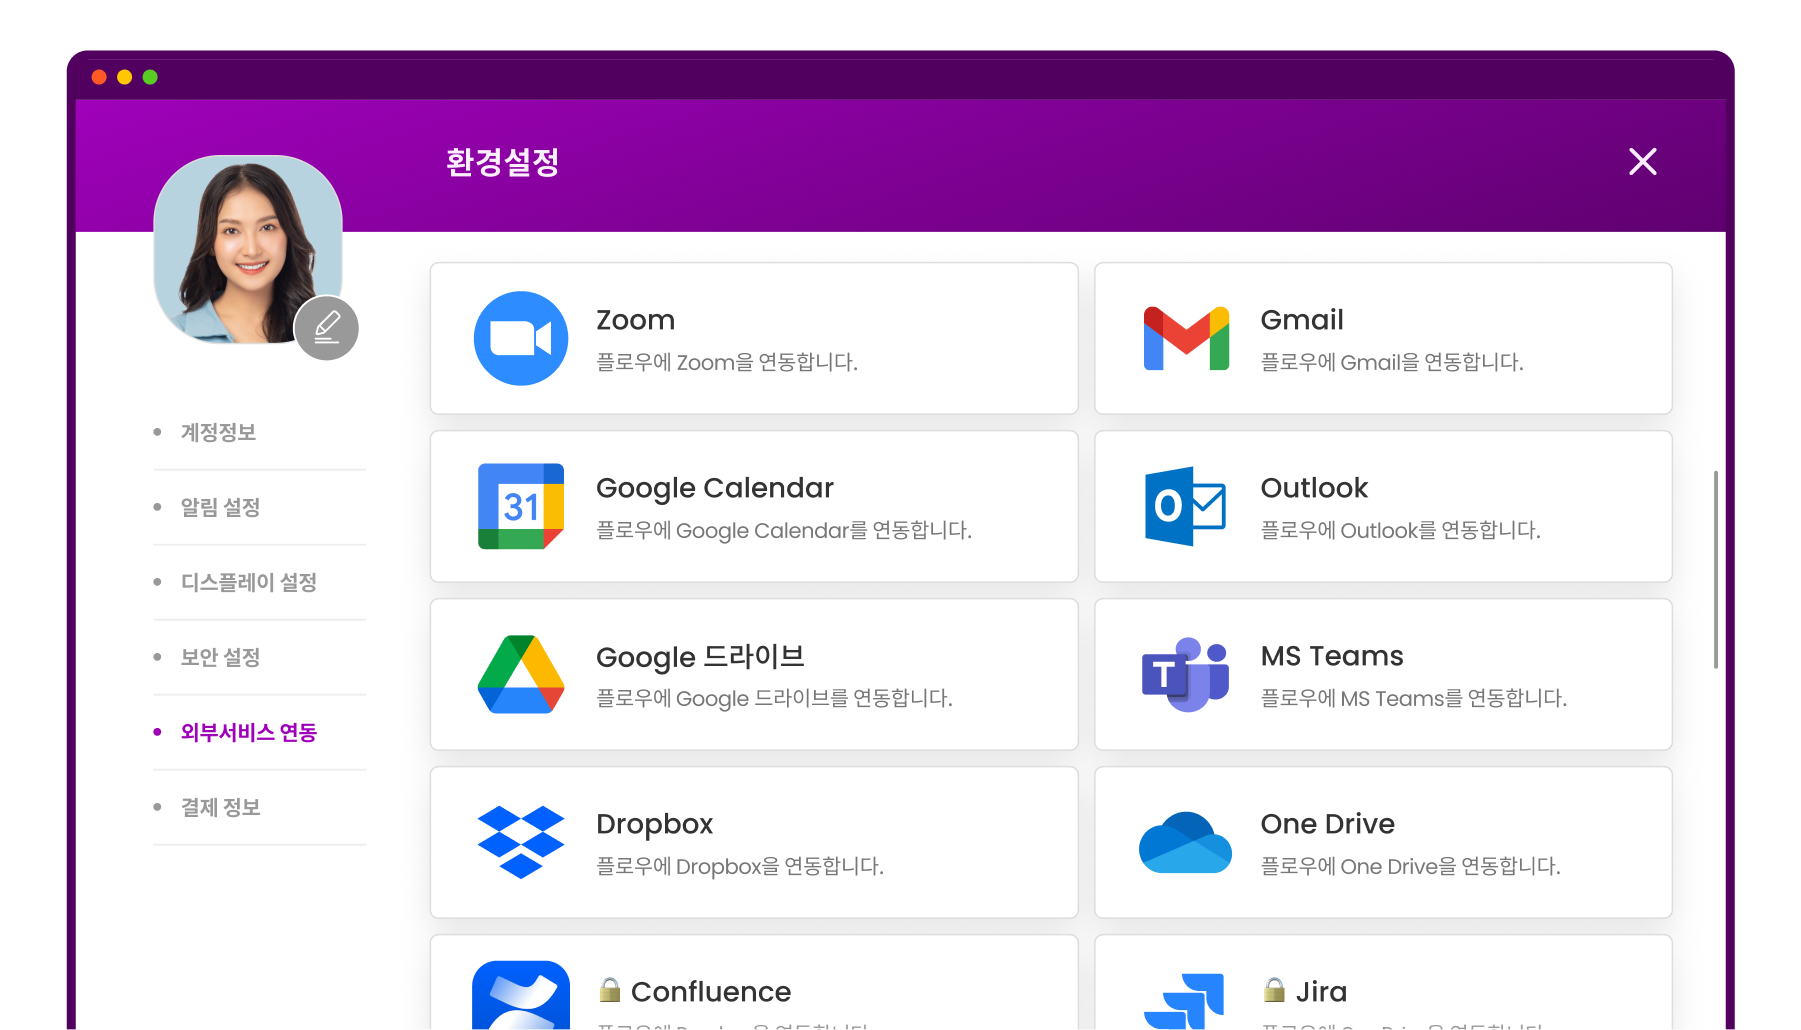 환경설정
계정정보
알림 설정
디스플레이 설정
보안 설정
외부서비스 연동
결제 정보
Zoom
플로우에 Zoom을 연동합니다.
Gmail
플로우에 Gmail을 연동합니다.
31
Google Calendar
플로우에 Google Calendar를 연동합니다.
O
Outlook
플로우에 Outlook를 연동합니다.
Google 드라이브
플로우에 Google 드라이브를 연동합니다.
T
MS Teams
플로우에 MS Teams를 연동합니다.
Dropbox
플로우에 Dropbox을 연동합니다.
One Drive
플로우에 One Drive을 연동합니다.
Confluence
Jira